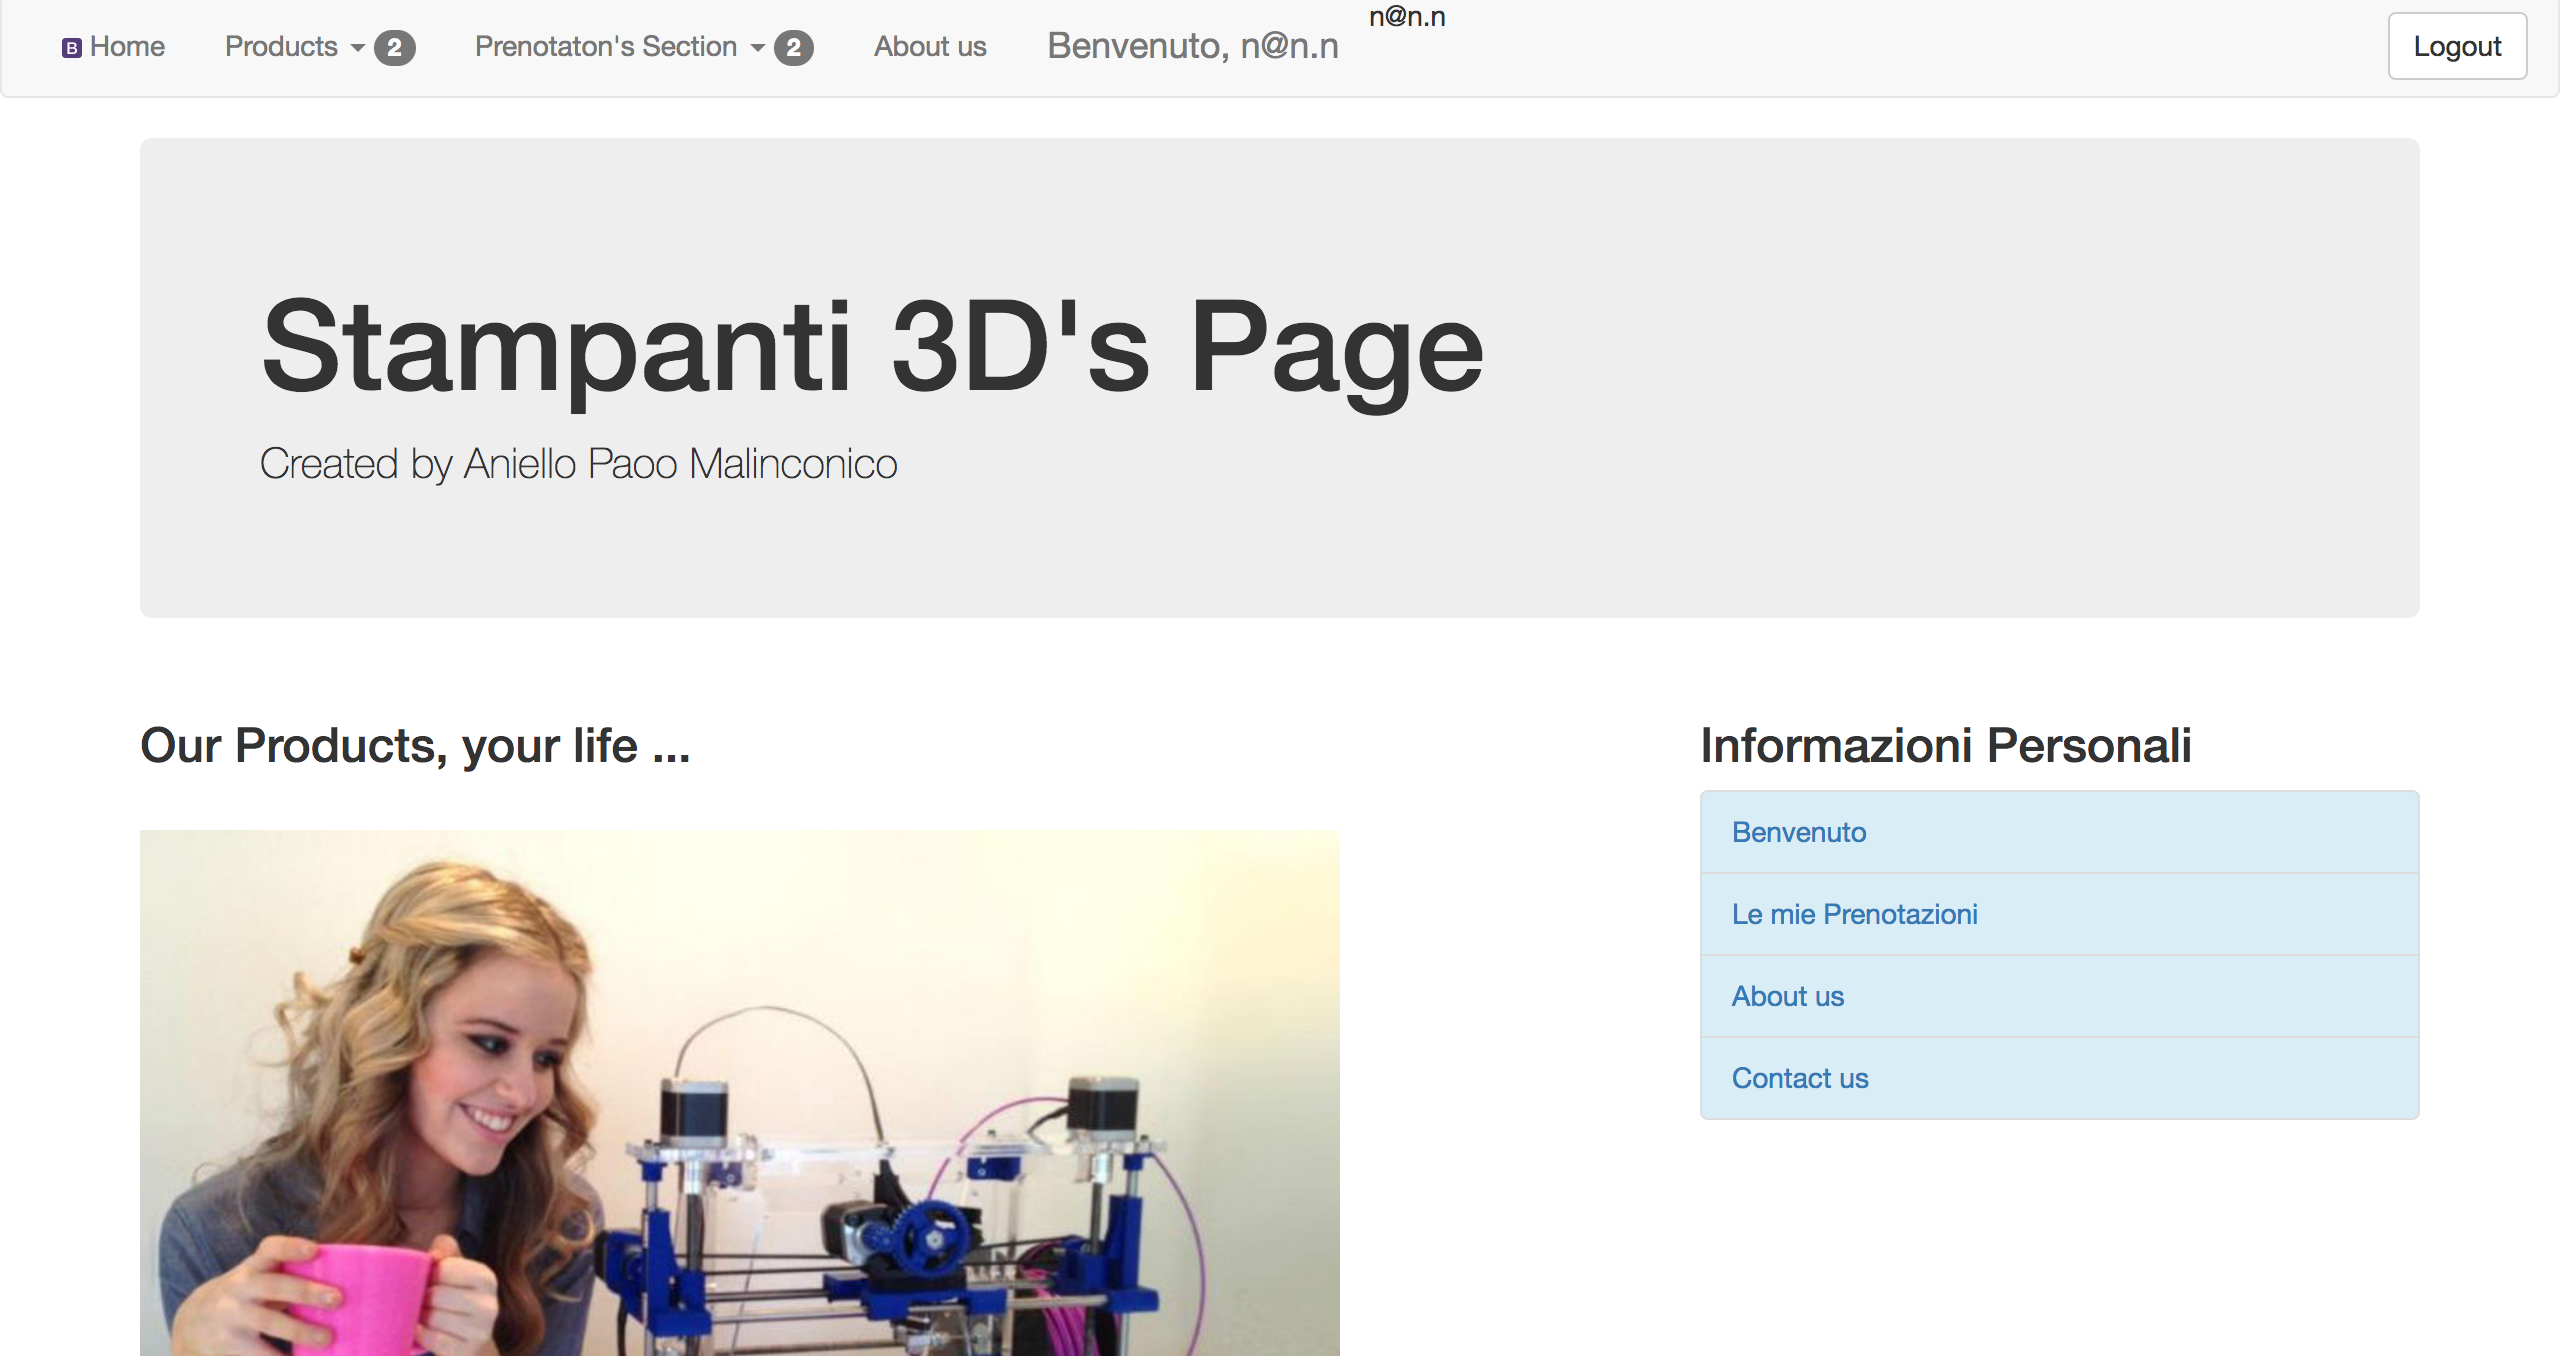 n@n.n
B Home Products 2 Prenotaton's Section 2 About us Benvenuto, n@n.n Logout
Stampanti 3D's Page
Created by Aniello Paoo Malinconico
Our Products, your life ...
Informazioni Personali
Benvenuto
Le mie Prenotazioni
About us
Contact us